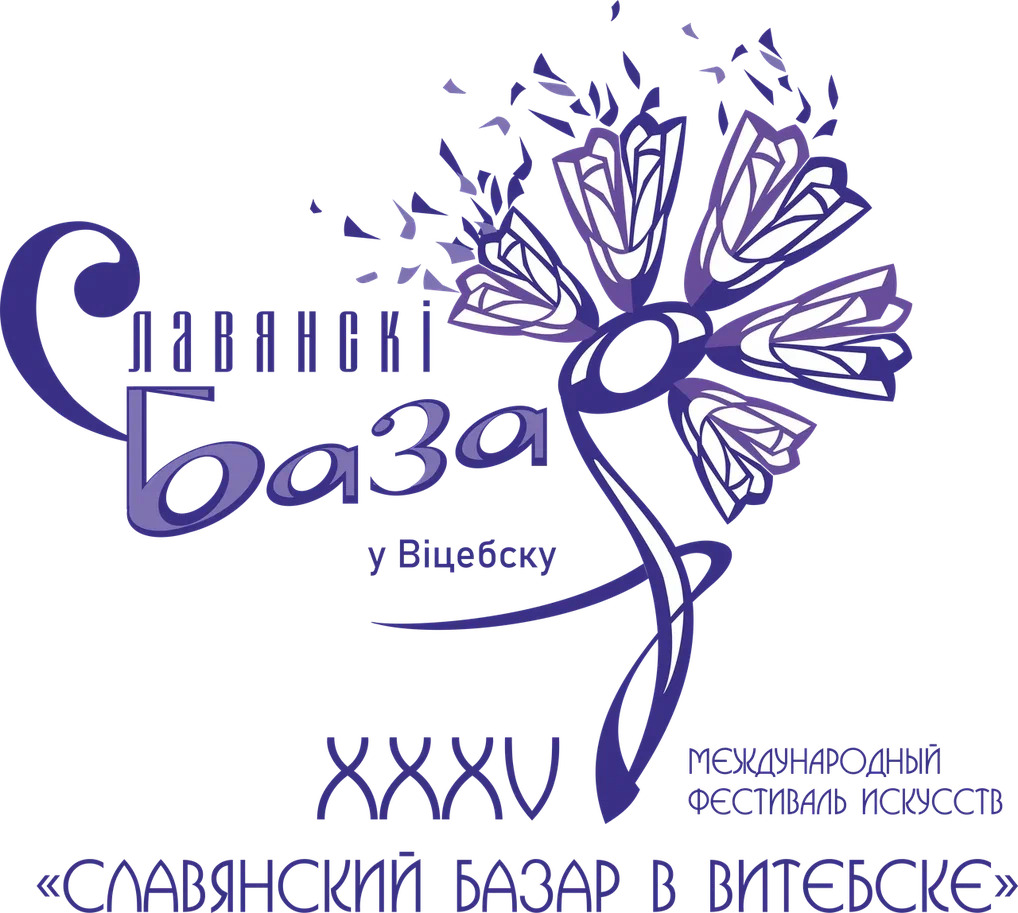 Славянскі
Базар
у Віцебску
XXXV
МЕЖДУНАРОДНЫЙ
ФЕСТИВАЛЬ ИСКУССТВ
«СЛАВЯНСКИЙ БАЗАР В ВИТЕБСКЕ»